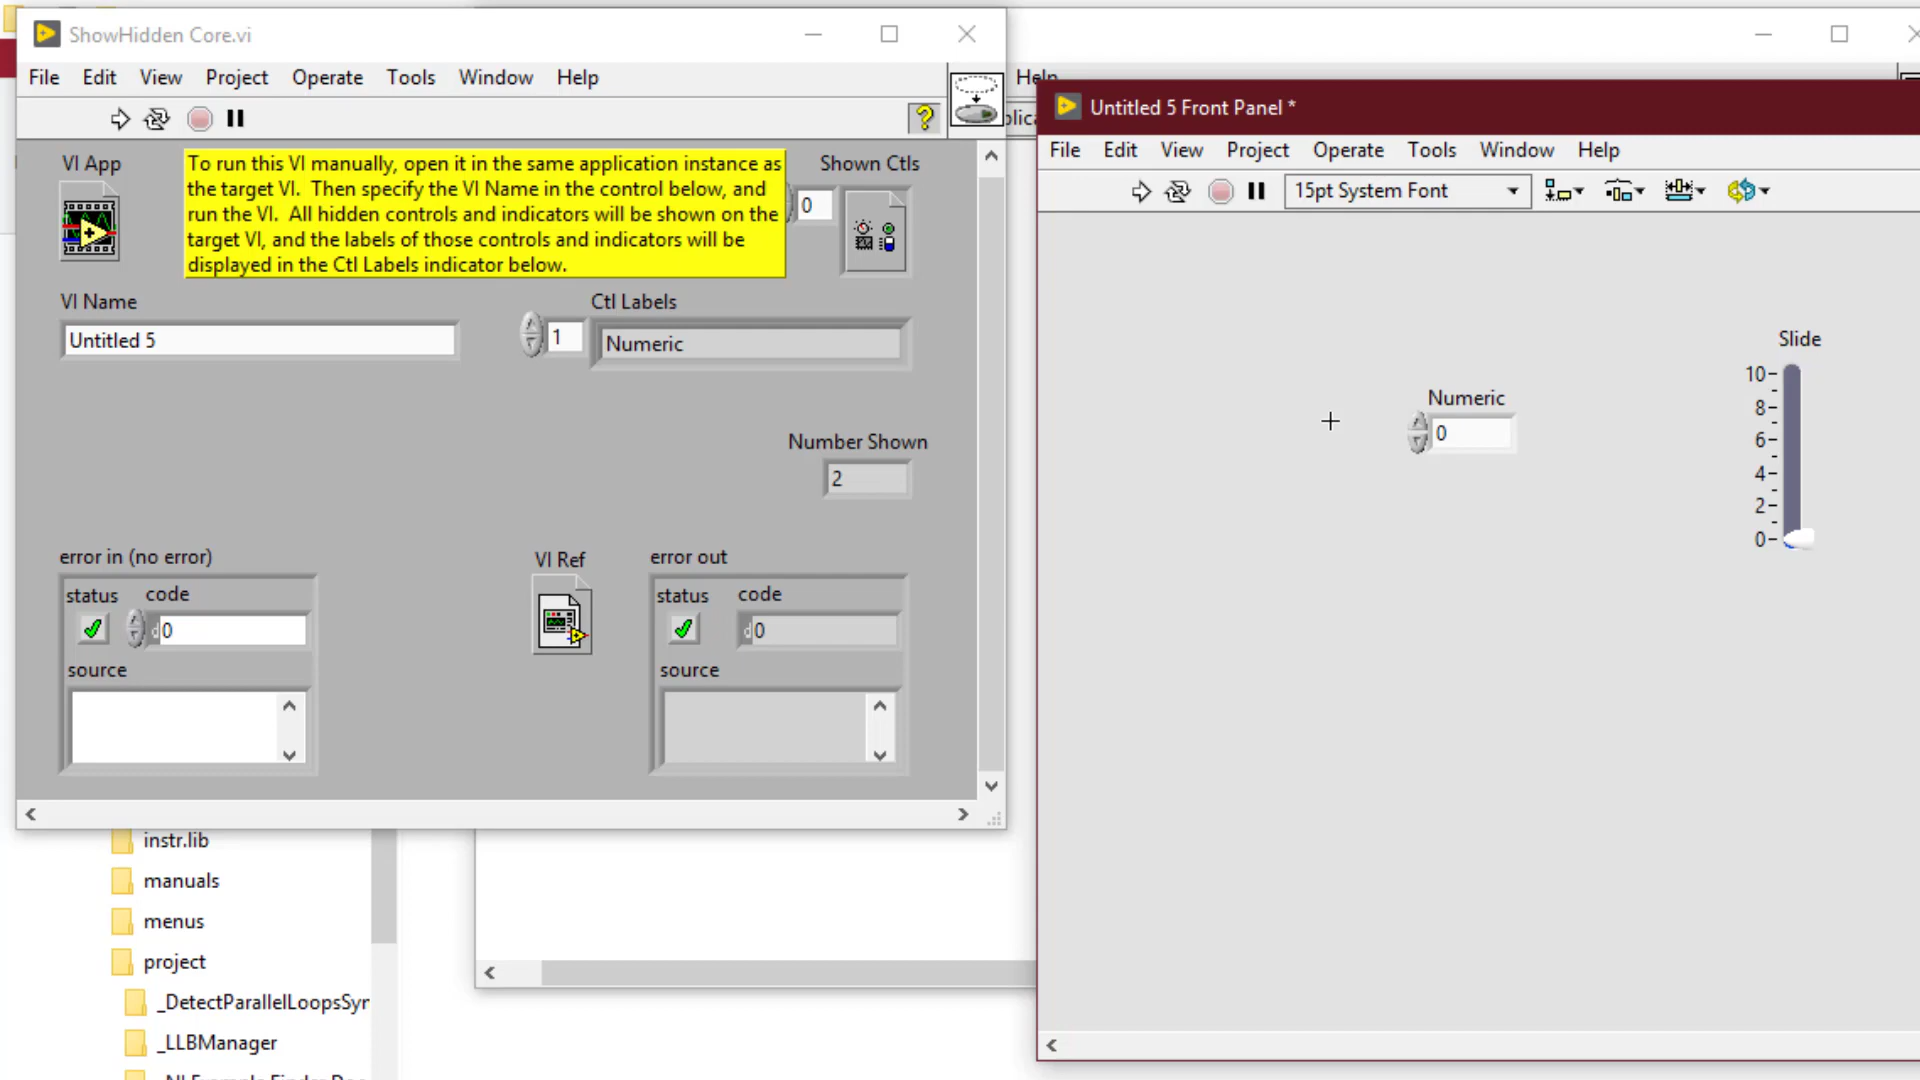 ShowHidden Core.vi
File Edit View Project Operate Tools Window Help
Help
VI App
To run this VI manually, open it in the same application instance as
the target VI. Then specify the VI Name in the control below, and
run the VI. All hidden controls and indicators will be shown on the
target VI, and the labels of those controls and indicators will be
displayed in the Ctl Labels indicator below.
Shown Ctls
0
VI Name
Untitled 5
Ctl Labels
1
Numeric
Number Shown
2
error in (no error)
status code
d0
source
VI Ref
error out
status code
d0
source
instr.lib
manuals
menus
project
_DetectParallelLoopsSyn
_LLBManager
Untitled 5 Front Panel *
File Edit View Project Operate Tools Window Help
15pt System Font
Numeric
0
Slide
10
8
6
4
2
0